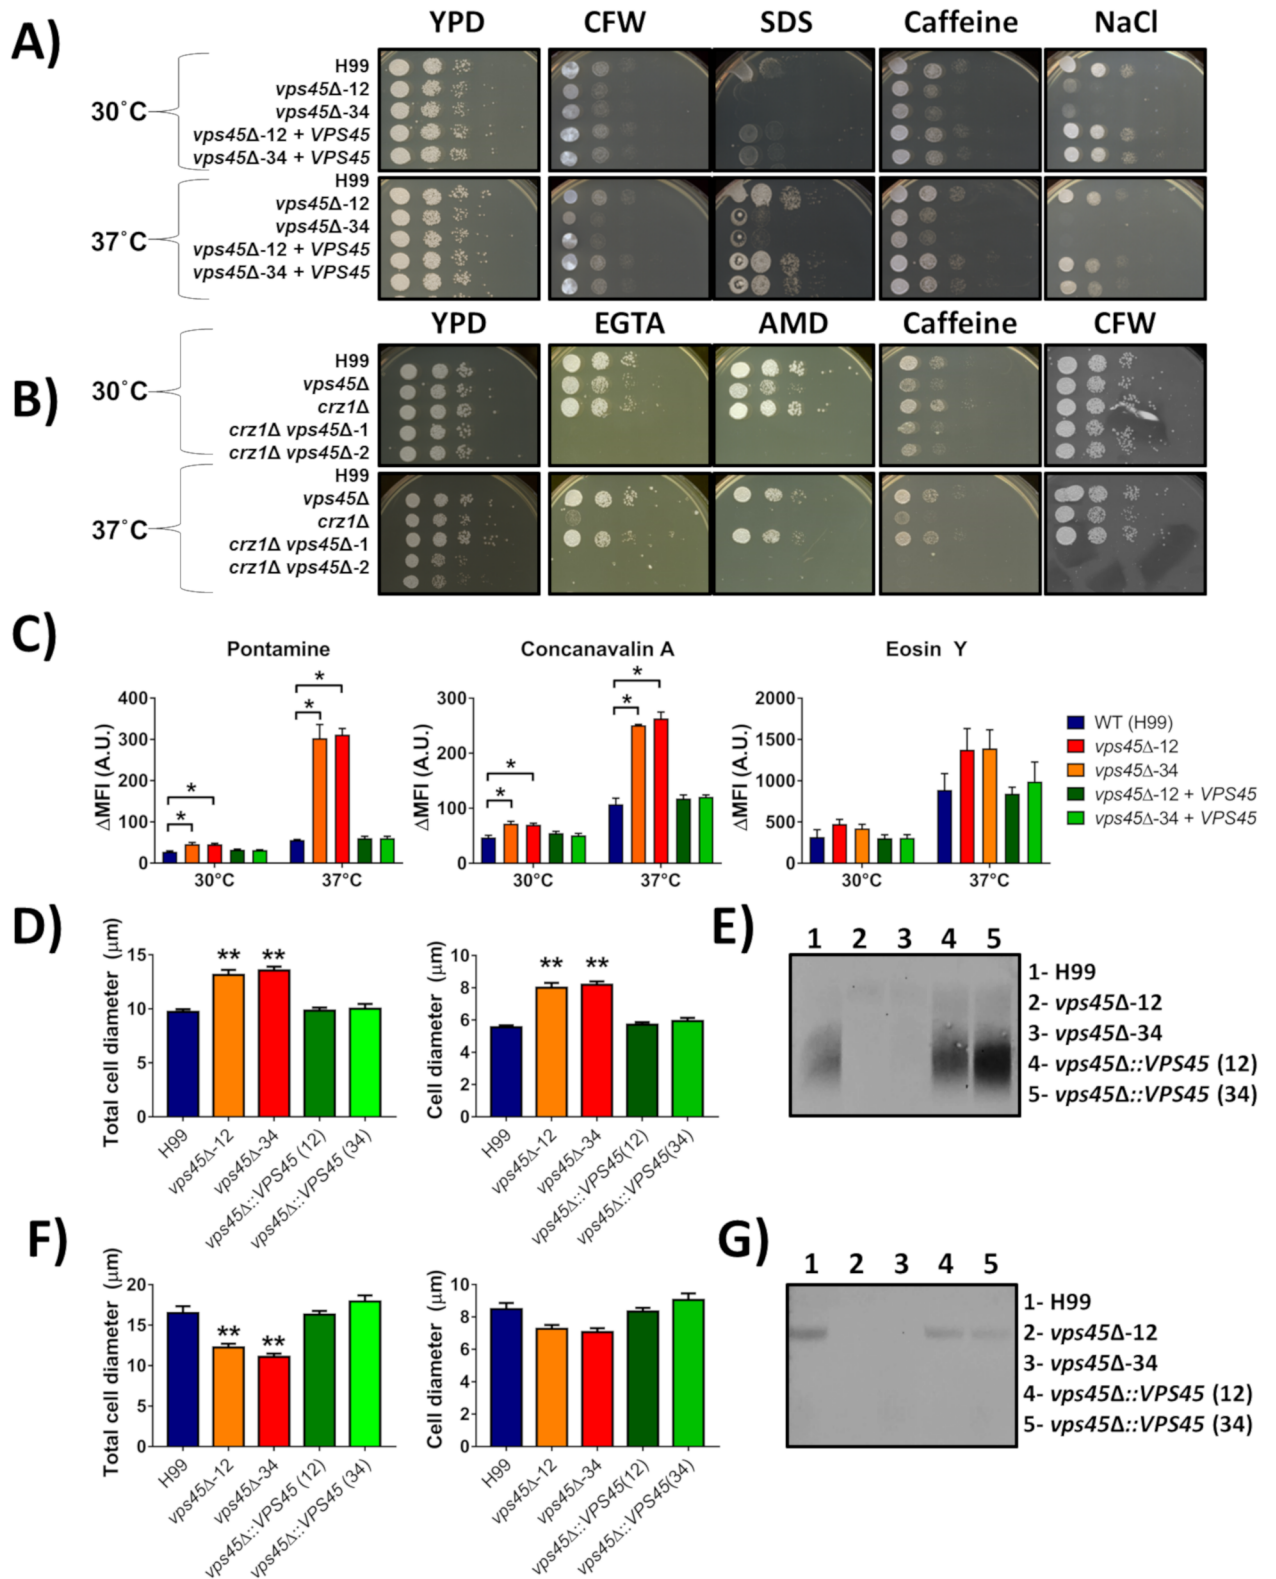 A)
YPD CFW SDS Caffeine NaCl
30°C
H99
vps45Δ-12
vps45Δ-34
vps45Δ-12 + VPS45
vps45Δ-34 + VPS45
37°C
H99
vps45Δ-12
vps45Δ-34
vps45Δ-12 + VPS45
vps45Δ-34 + VPS45
B)
YPD EGTA AMD Caffeine CFW
30°C
H99
vps45Δ
crz1Δ
crz1Δ vps45Δ-1
crz1Δ vps45Δ-2
37°C
H99
vps45Δ
crz1Δ
crz1Δ vps45Δ-1
crz1Δ vps45Δ-2
C)
Pontamine
ΔMFI (A.U.)
400
300
200
100
0
* * * *
30°C 37°C
Concanavalin A
ΔMFI (A.U.)
300
200
100
0
* * * *
30°C 37°C
Eosin Y
ΔMFI (A.U.)
2000
1500
1000
500
0
30°C 37°C
WT (H99)
vps45Δ-12
vps45Δ-34
vps45Δ-12 + VPS45
vps45Δ-34 + VPS45
D)
Total cell diameter (μm)
15
10
5
0
** **
H99
vps45Δ-12
vps45Δ-34
vps45Δ::VPS45 (12)
vps45Δ::VPS45 (34)
Cell diameter (μm)
10
8
6
4
2
0
** **
H99
vps45Δ-12
vps45Δ-34
vps45Δ::VPS45(12)
vps45Δ::VPS45(34)
E)
1 2 3 4 5
1- H99
2- vps45Δ-12
3- vps45Δ-34
4- vps45Δ::VPS45 (12)
5- vps45Δ::VPS45 (34)
F)
Total cell diameter (μm)
20
15
10
5
0
** **
H99
vps45Δ-12
vps45Δ-34
vps45Δ::VPS45 (12)
vps45Δ::VPS45 (34)
Cell diameter (μm)
10
8
6
4
2
0
H99
vps45Δ-12
vps45Δ-34
vps45Δ::VPS45(12)
vps45Δ::VPS45(34)
G)
1 2 3 4 5
1- H99
2- vps45Δ-12
3- vps45Δ-34
4- vps45Δ::VPS45 (12)
5- vps45Δ::VPS45 (34)